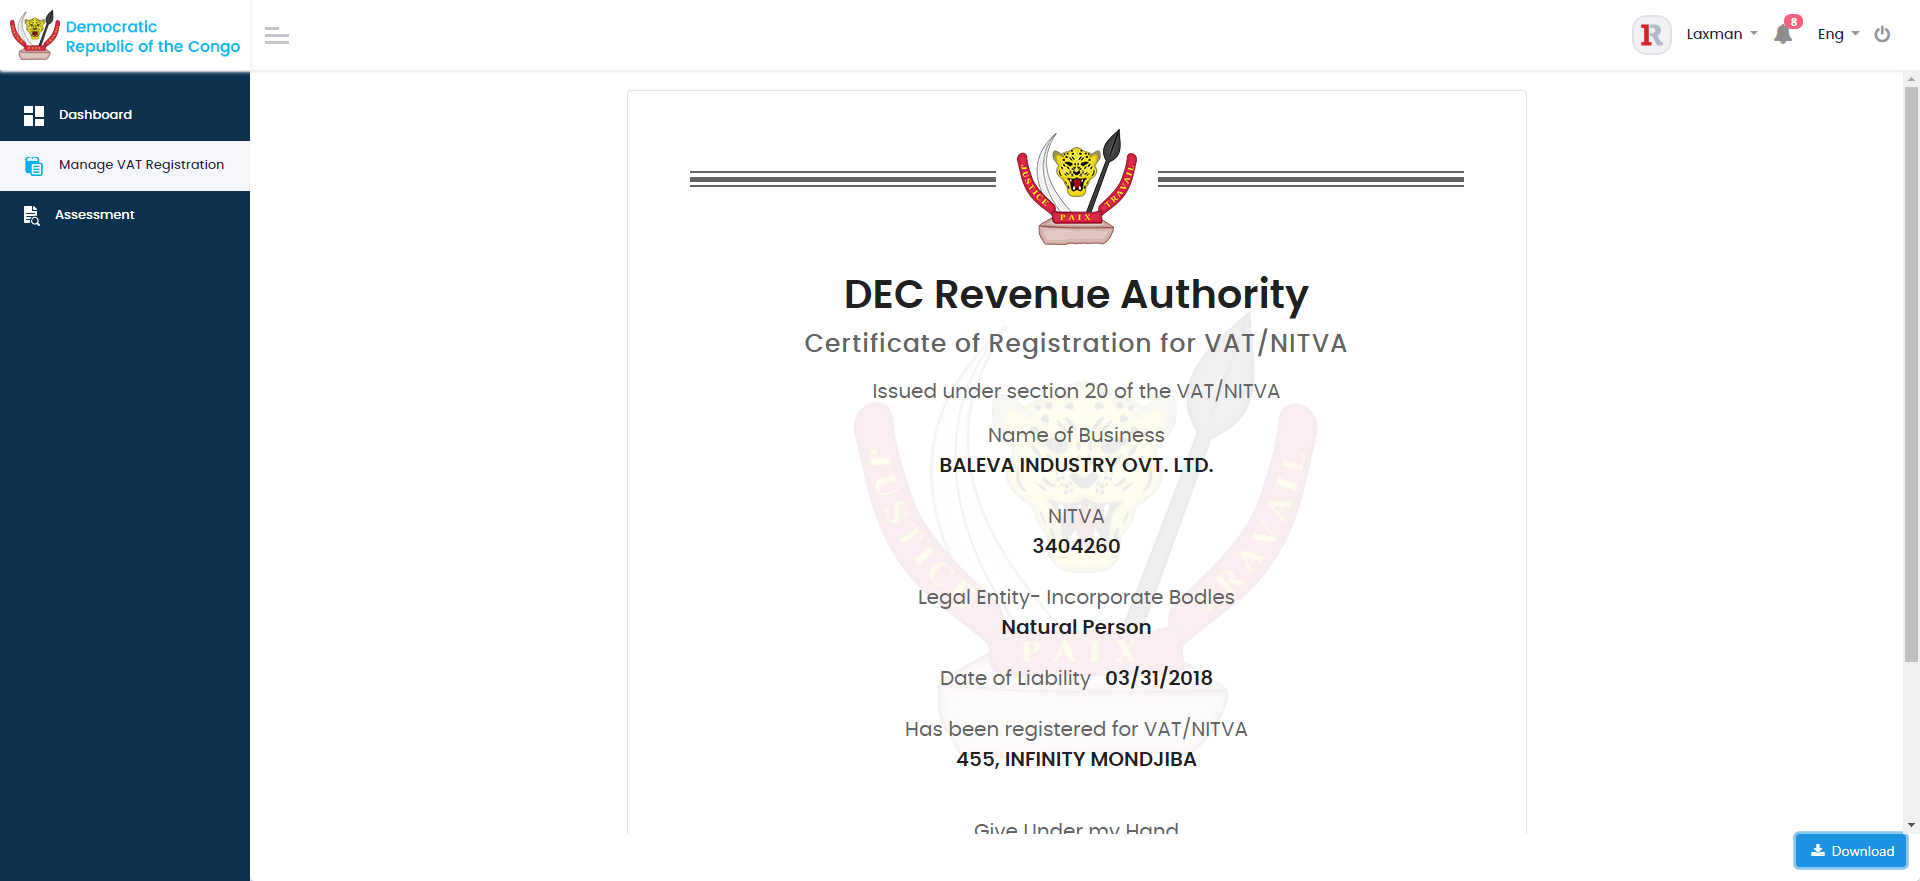 Democratic
Republic of the Congo
Laxman
8
Eng
Dashboard
Manage VAT Registration
Assessment
JUSTICE PAIX TRAVAIL
DEC Revenue Authority
Certificate of Registration for VAT/NITVA
Issued under section 20 of the VAT/NITVA
Name of Business
BALEVA INDUSTRY OVT. LTD.
NITVA
3404260
Legal Entity- Incorporate Bodles
Natural Person
Date of Liability 03/31/2018
Has been registered for VAT/NITVA
455, INFINITY MONDJIBA
Give Under my Hand
JUSTICE PAIX TRAVAIL
Download